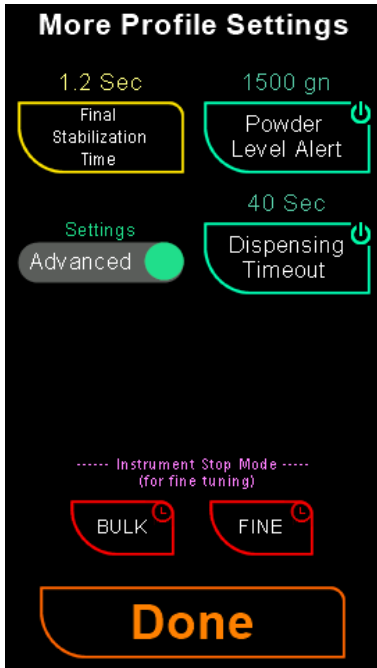 More Profile Settings
1.2 Sec
1500 gn
Final
Stabilization
Time
Powder
Level Alert
40 Sec
Settings
Advanced
Dispensing
Timeout
------ Instrument Stop Mode -----
(for fine tuning)
BULK
FINE
Done